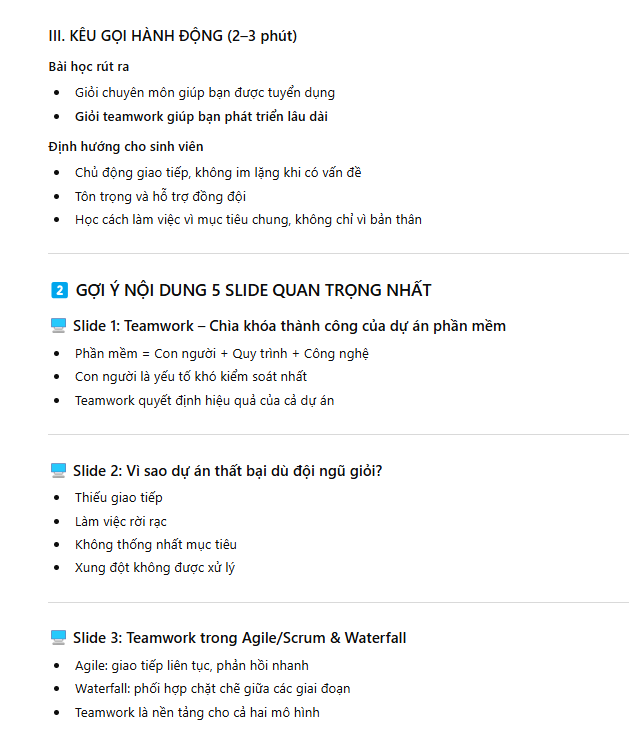 III. KÊU GỌI HÀNH ĐỘNG (2–3 phút)
Bài học rút ra
Giỏi chuyên môn giúp bạn được tuyển dụng
Giỏi teamwork giúp bạn phát triển lâu dài
Định hướng cho sinh viên
Chủ động giao tiếp, không im lặng khi có vấn đề
Tôn trọng và hỗ trợ đồng đội
Học cách làm việc vì mục tiêu chung, không chỉ vì bản thân
2 GỢI Ý NỘI DUNG 5 SLIDE QUAN TRỌNG NHẤT
Slide 1: Teamwork – Chìa khóa thành công của dự án phần mềm
Phần mềm = Con người + Quy trình + Công nghệ
Con người là yếu tố khó kiểm soát nhất
Teamwork quyết định hiệu quả của cả dự án
Slide 2: Vì sao dự án thất bại dù đội ngũ giỏi?
Thiếu giao tiếp
Làm việc rời rạc
Không thống nhất mục tiêu
Xung đột không được xử lý
Slide 3: Teamwork trong Agile/Scrum & Waterfall
Agile: giao tiếp liên tục, phản hồi nhanh
Waterfall: phối hợp chặt chẽ giữa các giai đoạn
Teamwork là nền tảng cho cả hai mô hình